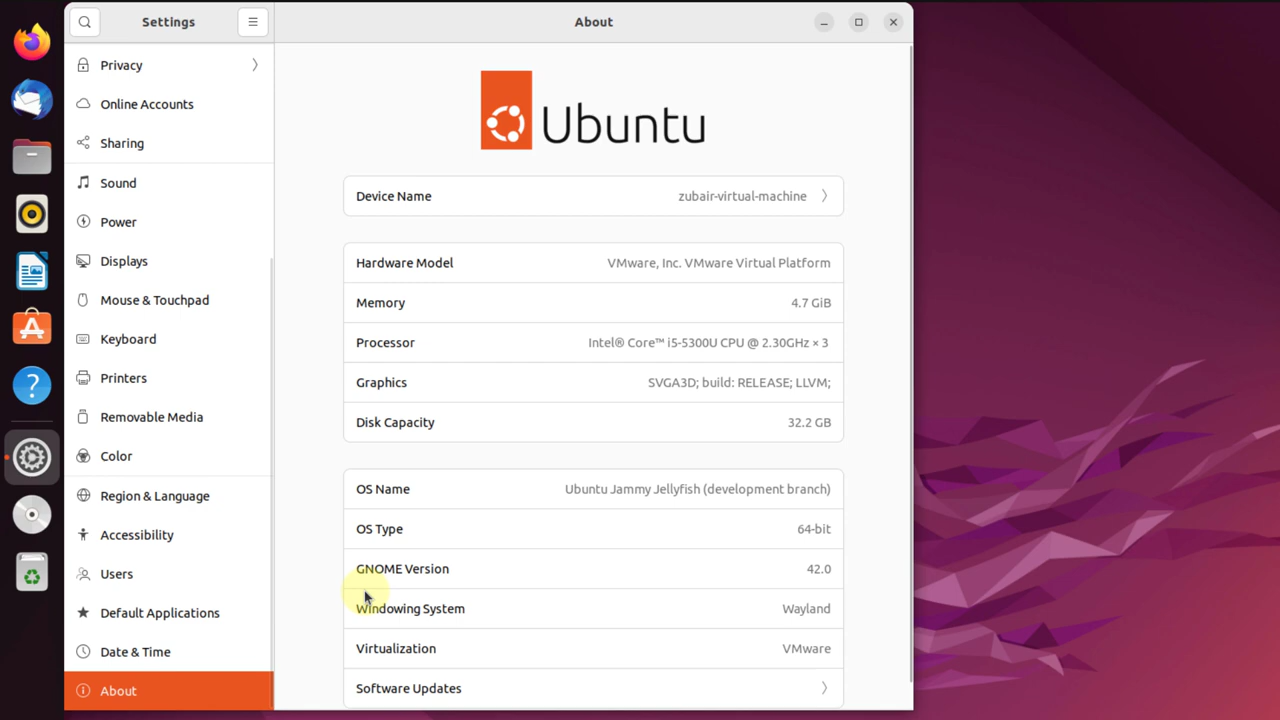 Settings
About
Privacy
Online Accounts
Sharing
Sound
Power
Displays
Mouse & Touchpad
Keyboard
Printers
Removable Media
Color
Region & Language
Accessibility
Users
Default Applications
Date & Time
About
Ubuntu
Device Name zubair-virtual-machine
Hardware Model VMware, Inc. VMware Virtual Platform
Memory 4.7 GiB
Processor Intel® Core™ i5-5300U CPU @ 2.30GHz × 3
Graphics SVGA3D; build: RELEASE; LLVM;
Disk Capacity 32.2 GB
OS Name Ubuntu Jammy Jellyfish (development branch)
OS Type 64-bit
GNOME Version 42.0
Windowing System Wayland
Virtualization VMware
Software Updates